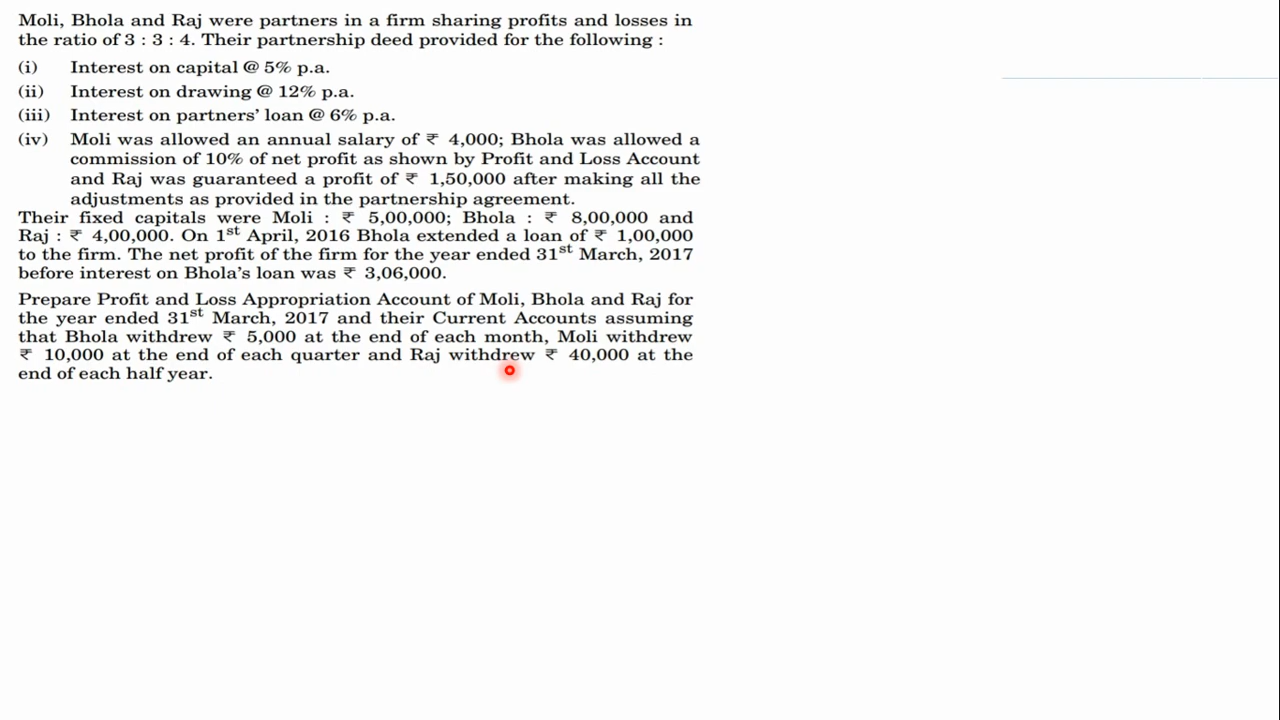 Moli, Bhola and Raj were partners in a firm sharing profits and losses in
the ratio of 3 : 3 : 4. Their partnership deed provided for the following :
(i) Interest on capital @ 5% p.a.
(ii) Interest on drawing @ 12% p.a.
(iii) Interest on partners' loan @ 6% p.a.
(iv) Moli was allowed an annual salary of ₹ 4,000; Bhola was allowed a
commission of 10% of net profit as shown by Profit and Loss Account
and Raj was guaranteed a profit of ₹ 1,50,000 after making all the
adjustments as provided in the partnership agreement.
Their fixed capitals were Moli : ₹ 5,00,000; Bhola : ₹ 8,00,000 and
Raj : ₹ 4,00,000. On 1st April, 2016 Bhola extended a loan of ₹ 1,00,000
to the firm. The net profit of the firm for the year ended 31st March, 2017
before interest on Bhola's loan was ₹ 3,06,000.
Prepare Profit and Loss Appropriation Account of Moli, Bhola and Raj for
the year ended 31st March, 2017 and their Current Accounts assuming
that Bhola withdrew ₹ 5,000 at the end of each month, Moli withdrew
₹ 10,000 at the end of each quarter and Raj withdrew ₹ 40,000 at the
end of each half year.